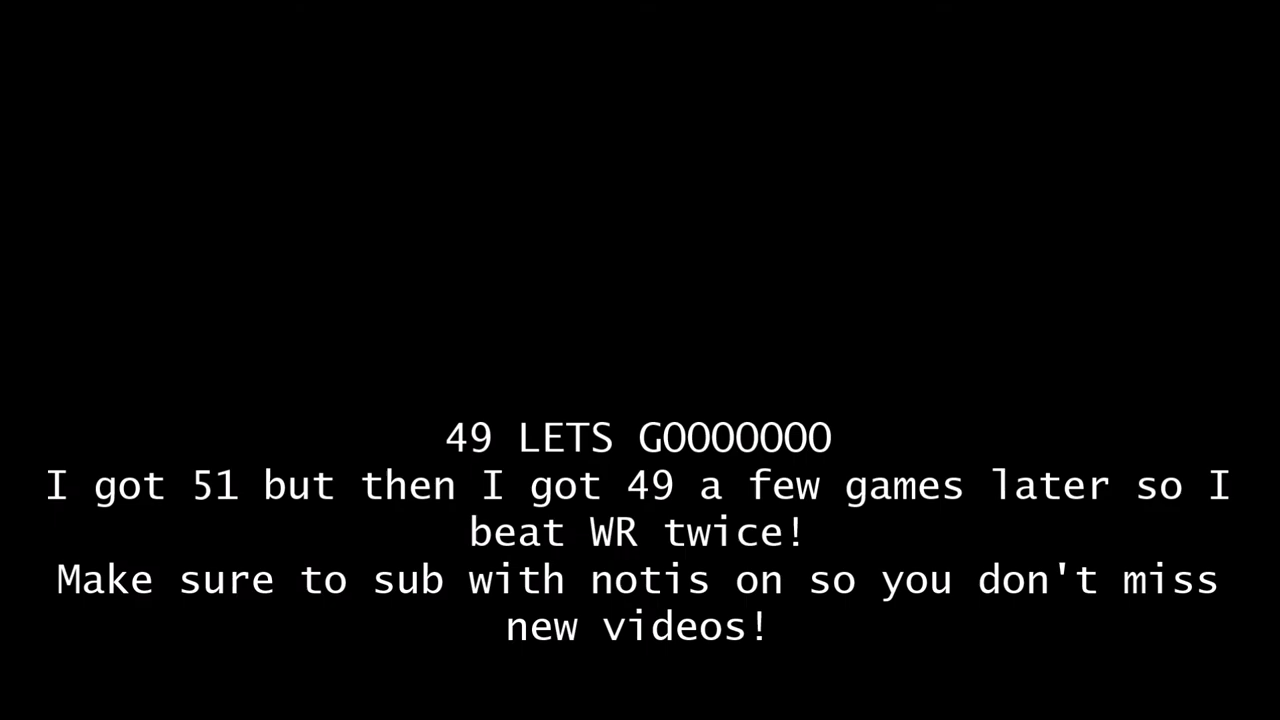 49 LETS GOOOOOOO
I got 51 but then I got 49 a few games later so I
beat WR twice!
Make sure to sub with notis on so you don't miss
new videos!